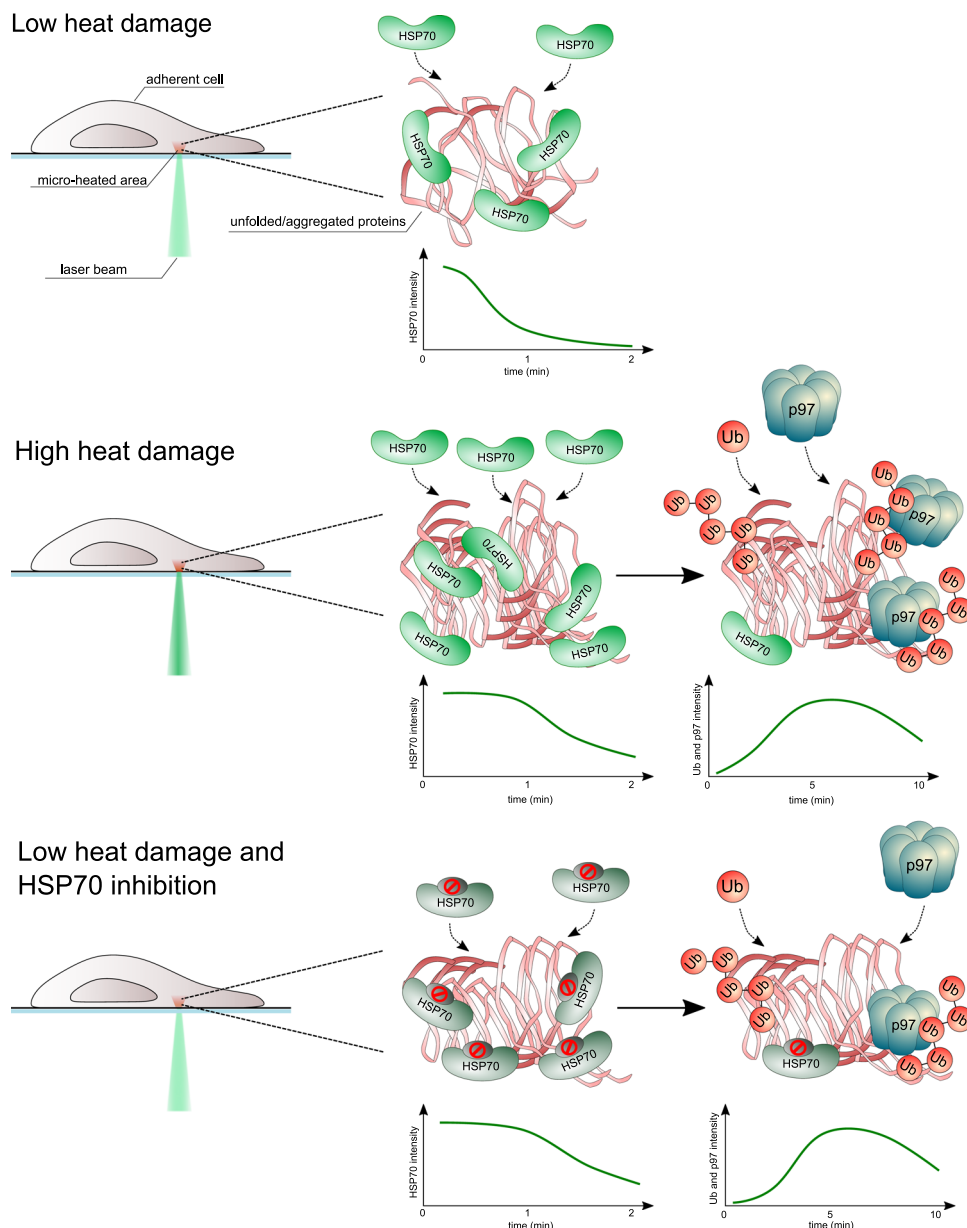 Low heat damage
adherent cell
micro-heated area
laser beam
HSP70
HSP70
HSP70
HSP70
HSP70
unfolded/aggregated proteins
HSP70 intensity
0
1
2
time (min)
High heat damage
HSP70
HSP70
HSP70
HSP70
HSP70
HSP70
HSP70
HSP70
HSP70 intensity
0
1
2
time (min)
Ub
p97
Ub
Ub
Ub
Ub
Ub
Ub
Ub
Ub
Ub
Ub
p97
p97
Ub
Ub
Ub
Ub
Ub
HSP70
Ub and p97 intensity
0
5
10
time (min)
Low heat damage and
HSP70 inhibition
HSP70
HSP70
HSP70
HSP70
HSP70
HSP70
HSP70 intensity
0
1
2
time (min)
Ub
p97
Ub
Ub
Ub
Ub
Ub
p97
Ub
Ub
Ub
Ub
Ub
HSP70
Ub and p97 intensity
0
5
10
time (min)